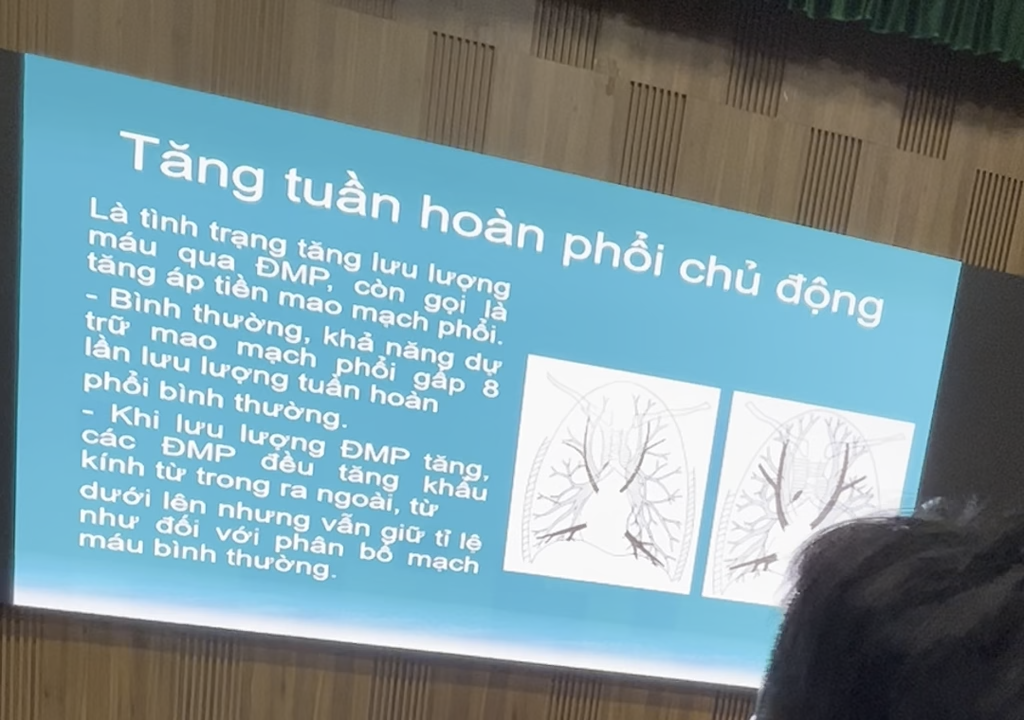 Tăng tuần hoàn phổi chủ động
Là tình trạng tăng lưu lượng
máu qua ĐMP, còn gọi là
tăng áp tiền mao mạch phổi.
- Bình thường, khả năng dự
trữ mao mạch phổi gấp 8
lần lưu lượng tuần hoàn
phổi bình thường.
- Khi lưu lượng ĐMP tăng,
các ĐMP đều tăng khẩu
kính từ trong ra ngoài, từ
dưới lên nhưng vẫn giữ tỉ lệ
như đối với phân bố mạch
máu bình thường.